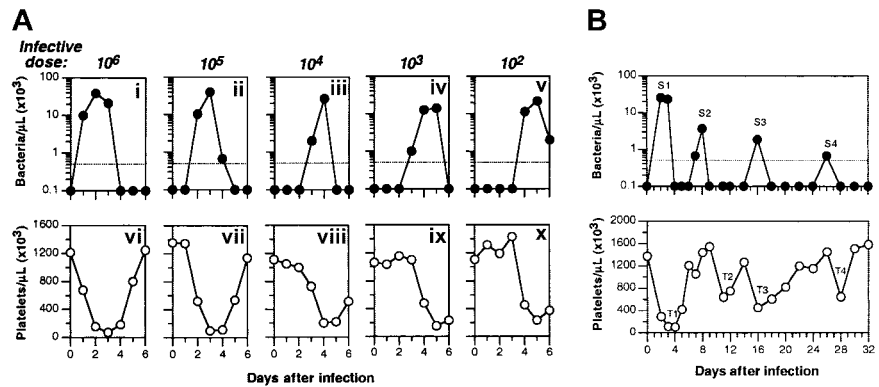 A
B
Infective dose: 10⁶ 10⁵ 10⁴ 10³ 10²
Bacteria/µL (x10³)
100
10
1
0.1
i
ii
iii
iv
v
Platelets/µL (x10³)
1600
1200
800
400
0
vi
vii
viii
ix
x
0 2 4 6
0 2 4 6
0 2 4 6
0 2 4 6
0 2 4 6
Days after infection
Bacteria/µL (x10³)
100
10
1
0.1
S1
S2
S3
S4
Platelets/µL (x10³)
2000
1600
1200
800
400
0
T1
T2
T3
T4
0 4 8 12 16 20 24 28 32
Days after infection